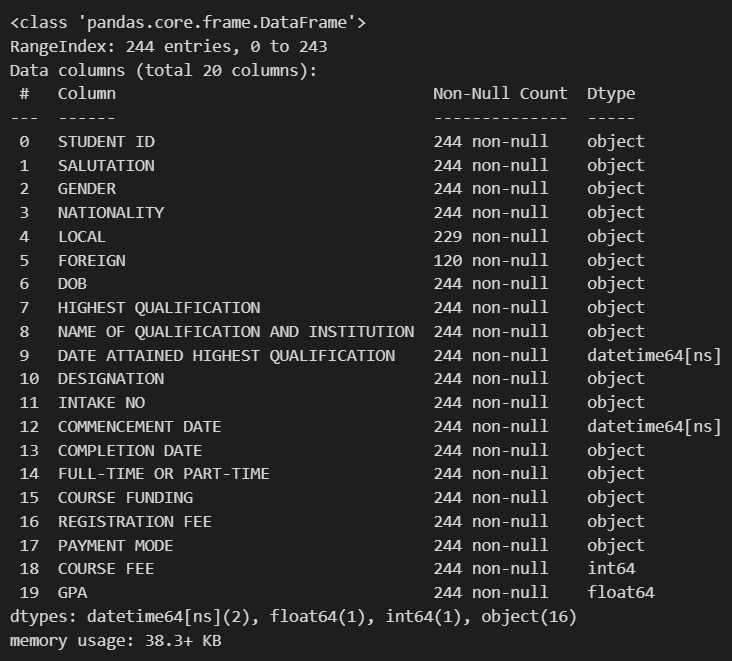 <class 'pandas.core.frame.DataFrame'>
RangeIndex: 244 entries, 0 to 243
Data columns (total 20 columns):
 #   Column                                 Non-Null Count  Dtype
---  ------                                 --------------  -----
 0   STUDENT ID                             244 non-null    object
 1   SALUTATION                             244 non-null    object
 2   GENDER                                 244 non-null    object
 3   NATIONALITY                            244 non-null    object
 4   LOCAL                                  229 non-null    object
 5   FOREIGN                                120 non-null    object
 6   DOB                                    244 non-null    object
 7   HIGHEST QUALIFICATION                  244 non-null    object
 8   NAME OF QUALIFICATION AND INSTITUTION  244 non-null    object
 9   DATE ATTAINED HIGHEST QUALIFICATION    244 non-null    datetime64[ns]
 10  DESIGNATION                            244 non-null    object
 11  INTAKE NO                              244 non-null    object
 12  COMMENCEMENT DATE                      244 non-null    datetime64[ns]
 13  COMPLETION DATE                        244 non-null    object
 14  FULL-TIME OR PART-TIME                 244 non-null    object
 15  COURSE FUNDING                         244 non-null    object
 16  REGISTRATION FEE                       244 non-null    object
 17  PAYMENT MODE                           244 non-null    object
 18  COURSE FEE                             244 non-null    int64
 19  GPA                                    244 non-null    float64
dtypes: datetime64[ns](2), float64(1), int64(1), object(16)
memory usage: 38.3+ KB